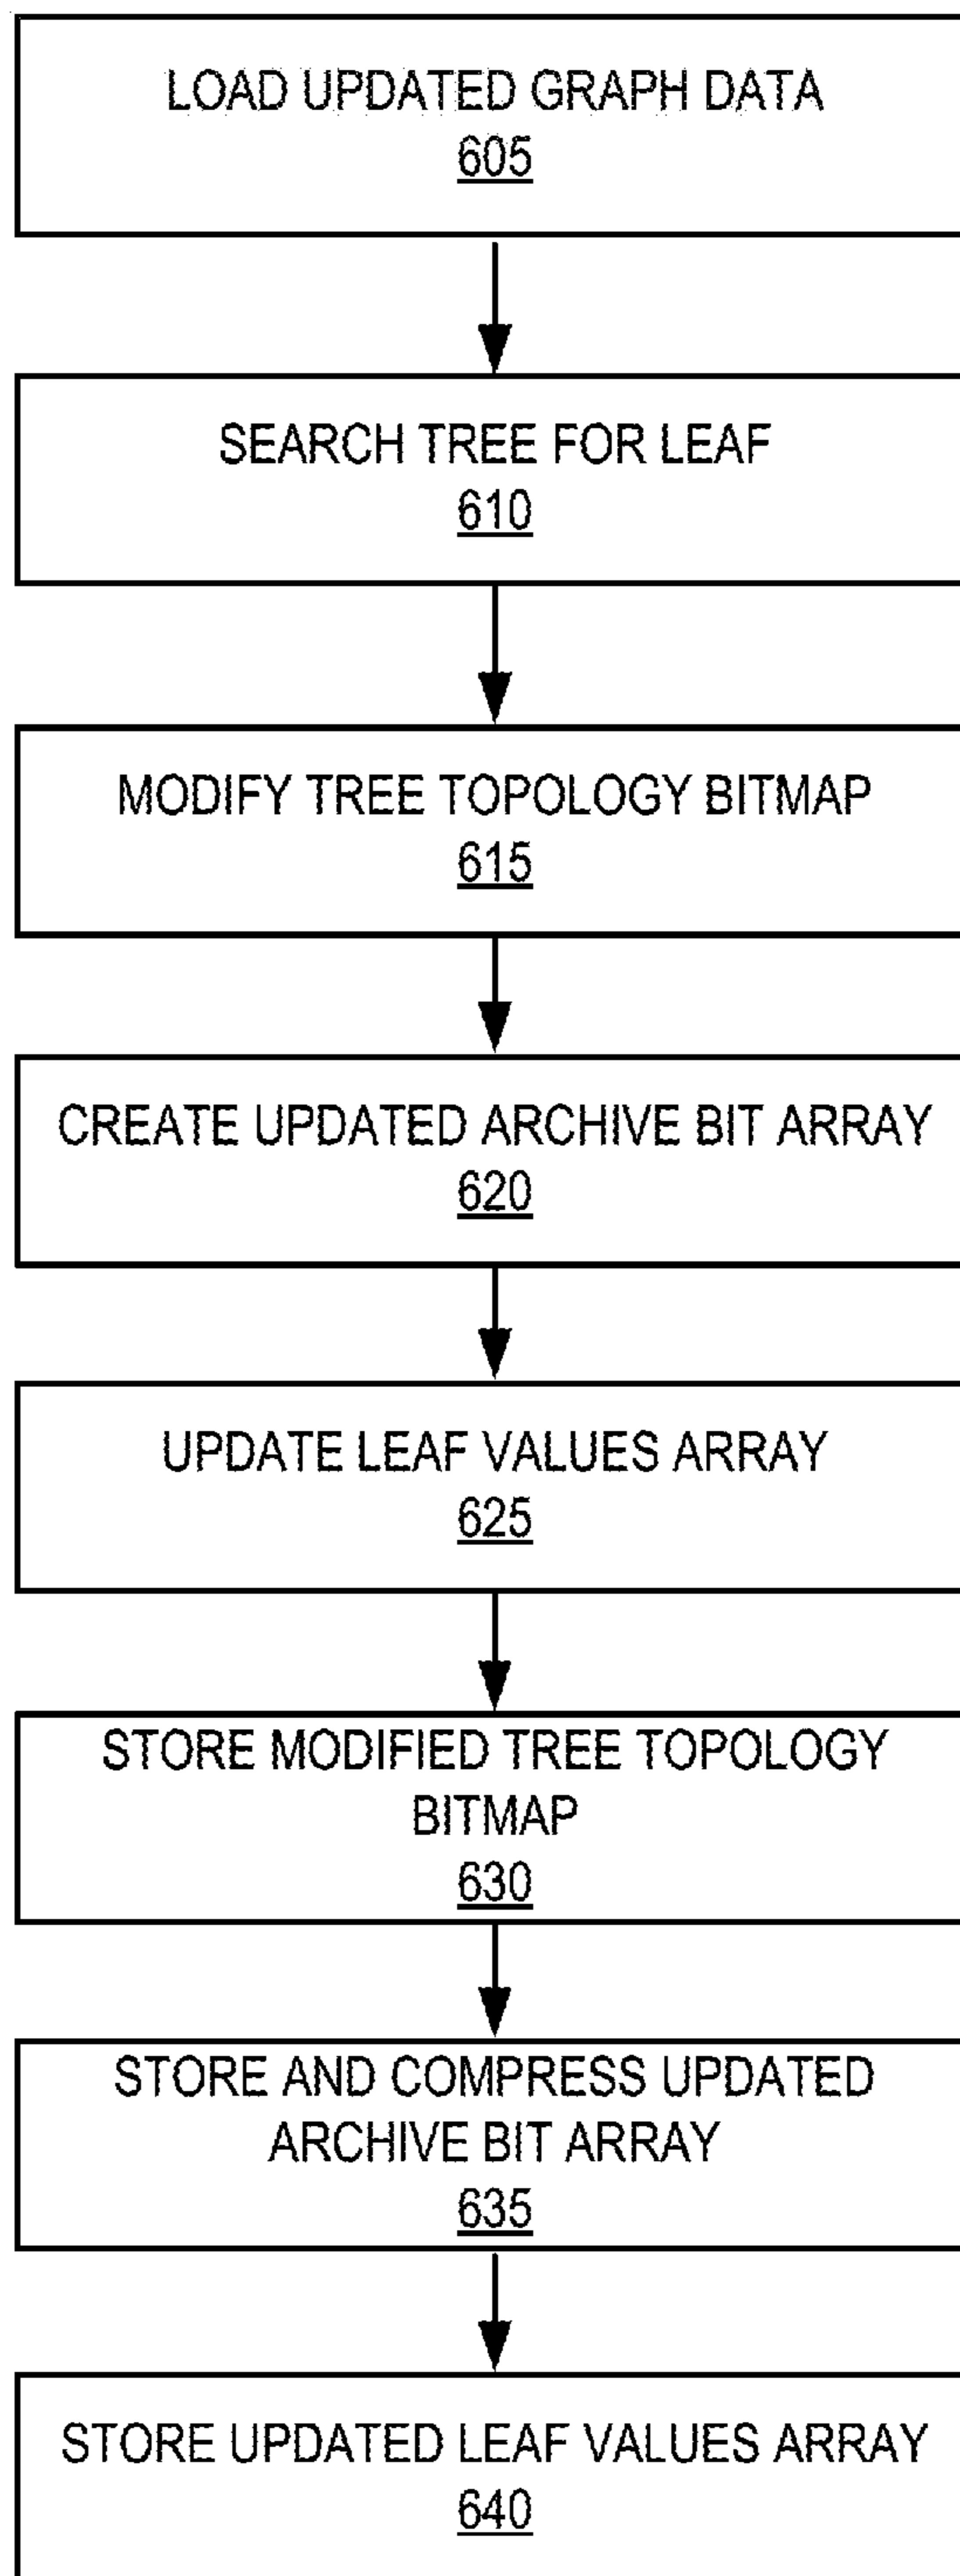 LOAD UPDATED GRAPH DATA
605
SEARCH TREE FOR LEAF
610
MODIFY TREE TOPOLOGY BITMAP
615
CREATE UPDATED ARCHIVE BIT ARRAY
620
UPDATE LEAF VALUES ARRAY
625
STORE MODIFIED TREE TOPOLOGY
BITMAP
630
STORE AND COMPRESS UPDATED
ARCHIVE BIT ARRAY
635
STORE UPDATED LEAF VALUES ARRAY
640